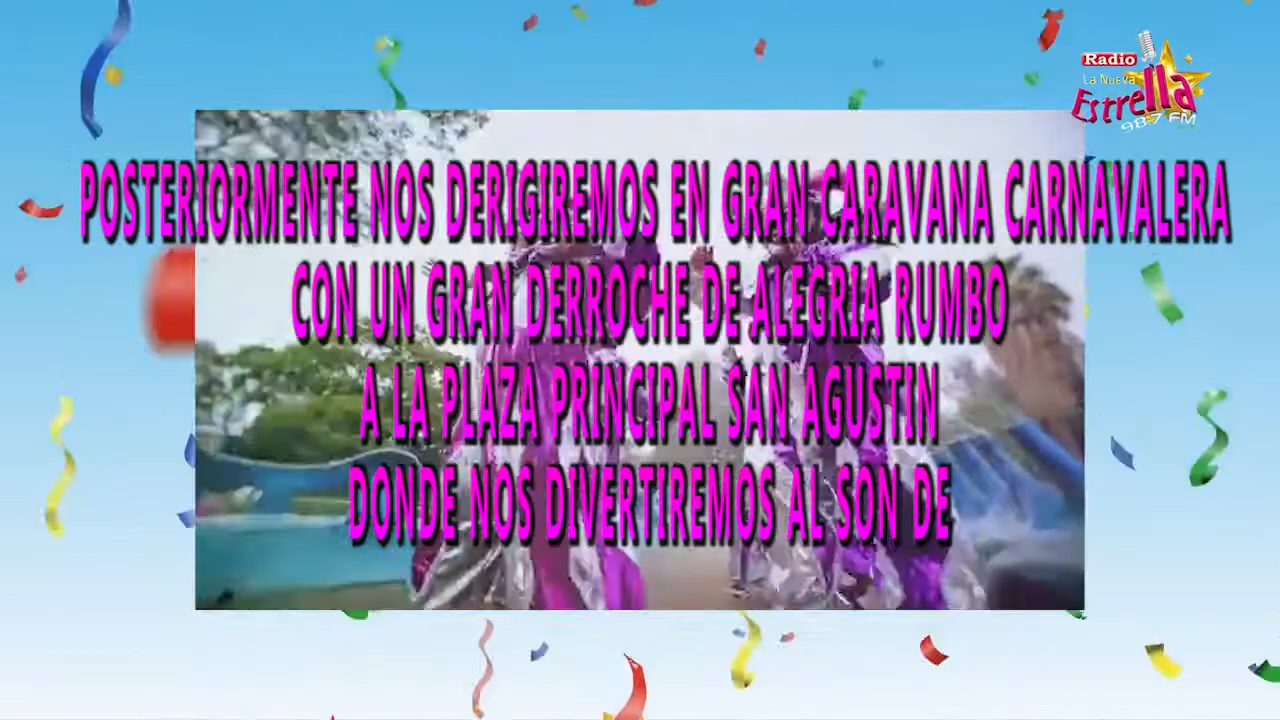 Radio
La Nueva
Estrella
98.7 FM
POSTERIORMENTE NOS DERIGIREMOS EN GRAN CARAVANA CARNAVALERA
CON UN GRAN DERROCHE DE ALEGRIA RUMBO
A LA PLAZA PRINCIPAL SAN AGUSTIN
DONDE NOS DIVERTIREMOS AL SON DE